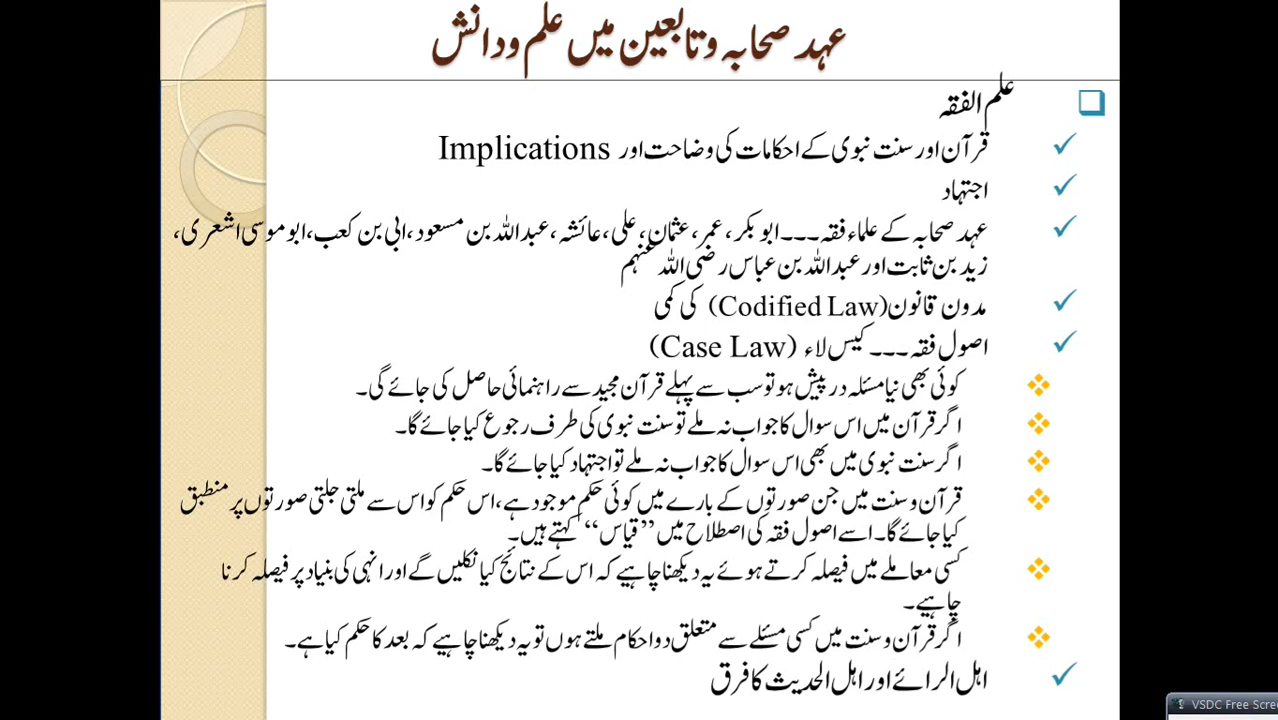 عہد صحابہ و تابعین میں علم و دانش
علم الفقہ
قرآن اور سنت نبوی کے احکامات کی وضاحت اور Implications
اجتہاد
عہد صحابہ کے علماء فقہ۔۔۔ ابو بکر، عمر، عثمان، علی، عائشہ، عبداللہ بن مسعود، ابی بن کعب، ابو موسی اشعری،
زید بن ثابت اور عبداللہ بن عباس رضی اللہ عنہم
مدون قانون (Codified Law) کی کمی
اصول فقہ۔۔۔ کیس لاء (Case Law)
کوئی بھی نیا مسئلہ درپیش ہو تو سب سے پہلے قرآن مجید سے راہنمائی حاصل کی جائے گی۔
اگر قرآن میں اس سوال کا جواب نہ ملے تو سنت نبوی کی طرف رجوع کیا جائے گا۔
اگر سنت نبوی میں بھی اس سوال کا جواب نہ ملے تو اجتہاد کیا جائے گا۔
قرآن و سنت میں جن صورتوں کے بارے میں کوئی حکم موجود ہے، اس حکم کو اس سے ملتی جلتی صورتوں پر منطبق
کیا جائے گا۔ اسے اصول فقہ کی اصطلاح میں ”قیاس“ کہتے ہیں۔
کسی معاملے میں فیصلہ کرتے ہوئے یہ دیکھنا چاہیے کہ اس کے نتائج کیا نکلیں گے اور انہی کی بنیاد پر فیصلہ کرنا
چاہیے۔
اگر قرآن و سنت میں کسی مسئلے سے متعلق دو احکام ملتے ہوں تو یہ دیکھنا چاہیے کہ بعد کا حکم کیا ہے۔
اہل الرائے اور اہل الحدیث کا فرق
VSDC Free Scre